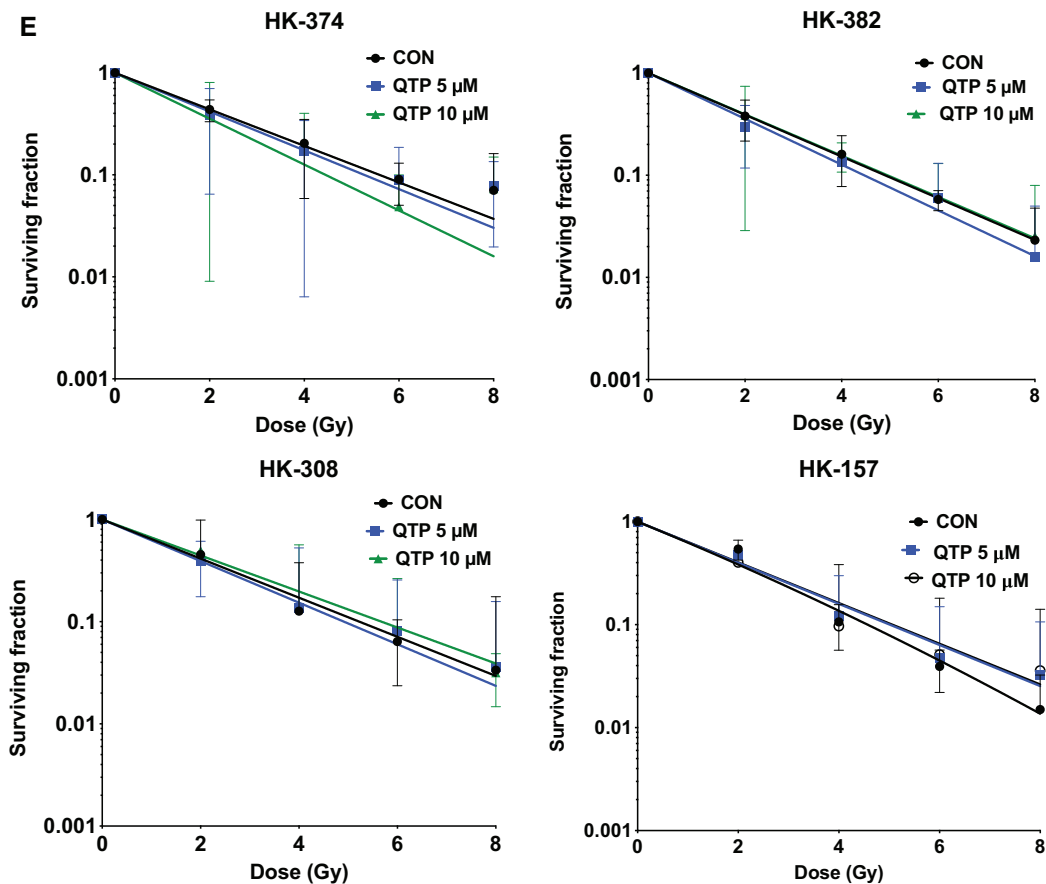 E
HK-374
CON
QTP 5 µM
QTP 10 µM
Surviving fraction
1
0.1
0.01
0.001
0 2 4 6 8
Dose (Gy)
HK-382
CON
QTP 5 µM
QTP 10 µM
Surviving fraction
1
0.1
0.01
0.001
0 2 4 6 8
Dose (Gy)
HK-308
CON
QTP 5 µM
QTP 10 µM
Surviving fraction
1
0.1
0.01
0.001
0 2 4 6 8
Dose (Gy)
HK-157
CON
QTP 5 µM
QTP 10 µM
Surviving fraction
1
0.1
0.01
0.001
0 2 4 6 8
Dose (Gy)